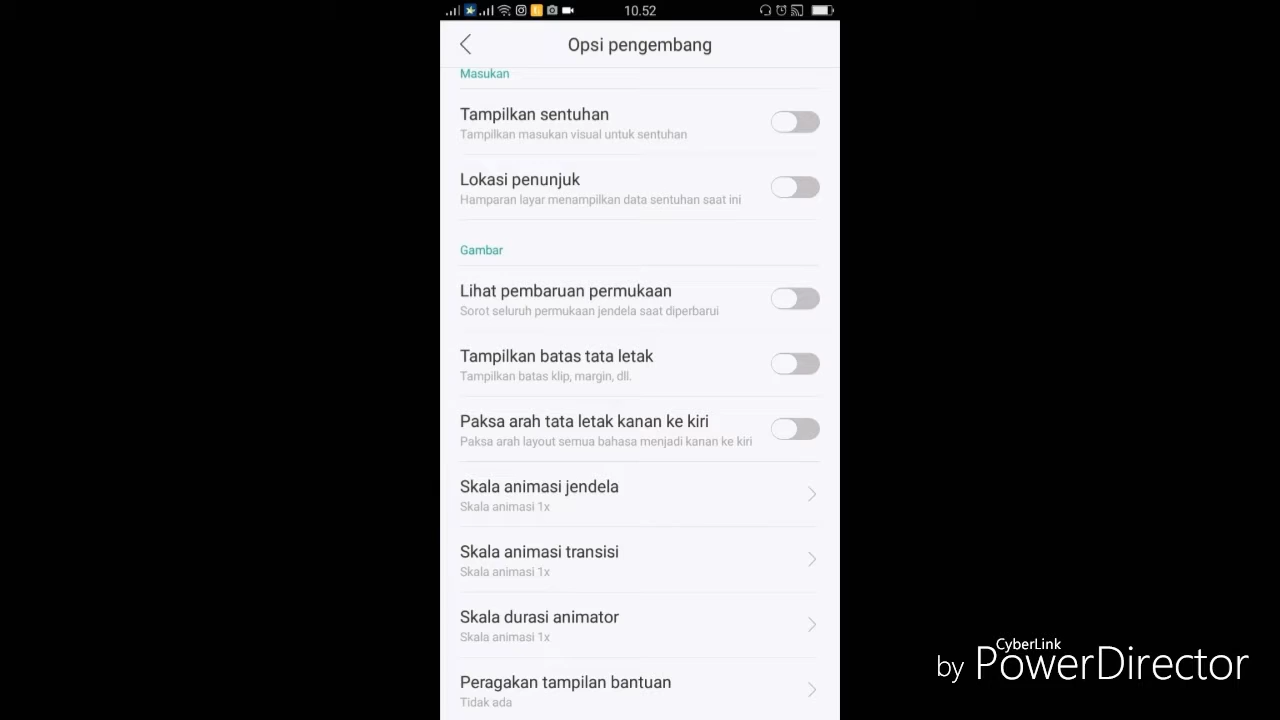 10.52
Opsi pengembang
Masukan
Tampilkan sentuhan
Tampilkan masukan visual untuk sentuhan
Lokasi penunjuk
Hamparan layar menampilkan data sentuhan saat ini
Gambar
Lihat pembaruan permukaan
Sorot seluruh permukaan jendela saat diperbarui
Tampilkan batas tata letak
Tampilkan batas klip, margin, dll.
Paksa arah tata letak kanan ke kiri
Paksa arah layout semua bahasa menjadi kanan ke kiri
Skala animasi jendela
Skala animasi 1x
Skala animasi transisi
Skala animasi 1x
Skala durasi animator
Skala animasi 1x
Peragakan tampilan bantuan
Tidak ada
CyberLink
by PowerDirector